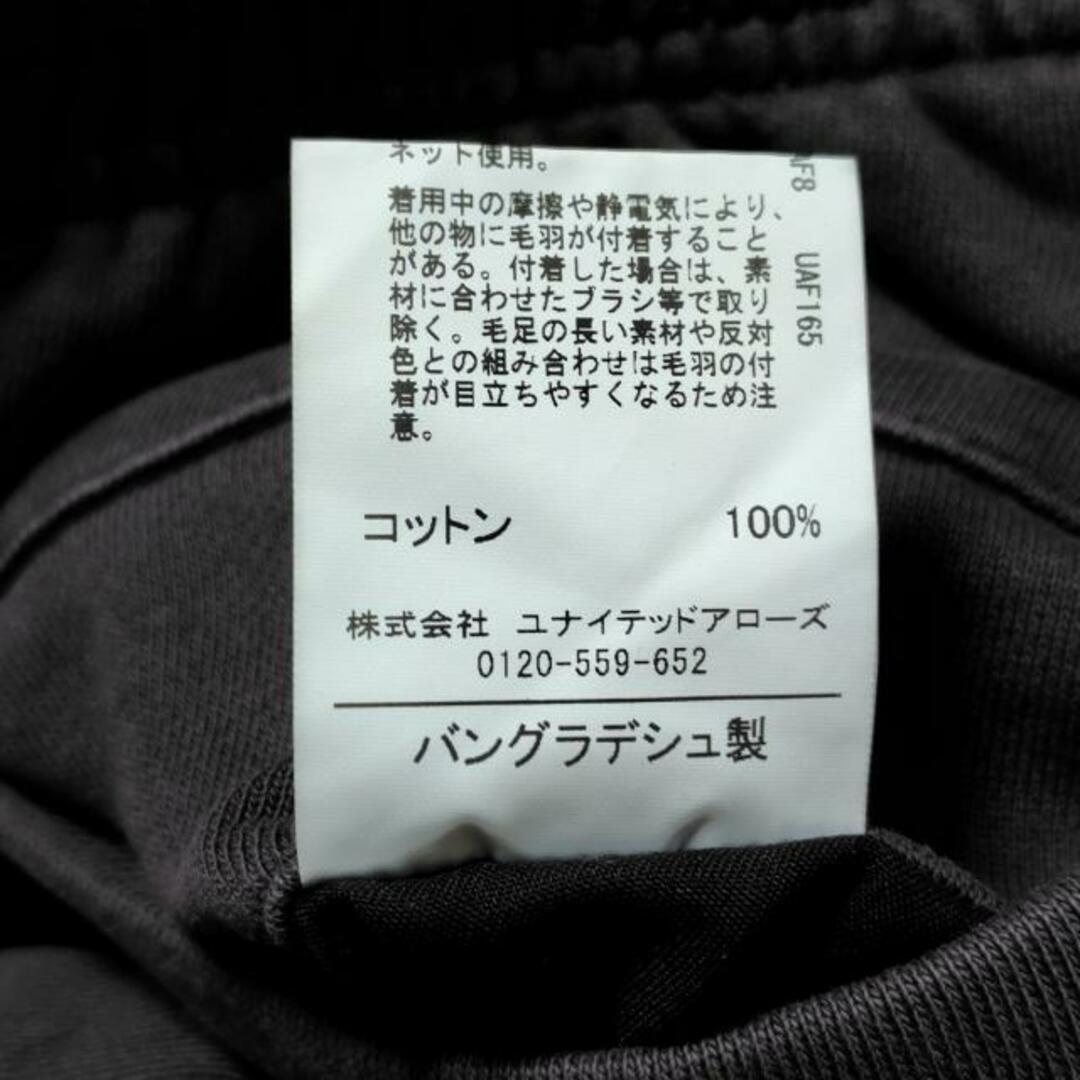 ネット使用。
着用中の摩擦や静電気により、
他の物に毛羽が付着すること
がある。付着した場合は、素
材に合わせたブラシ等で取り
除く。毛足の長い素材や反対
色との組み合わせは毛羽の付
着が目立ちやすくなるため注
意。
UAF165
コットン 100%
株式会社 ユナイテッドアローズ
0120-559-652
バングラデシュ製